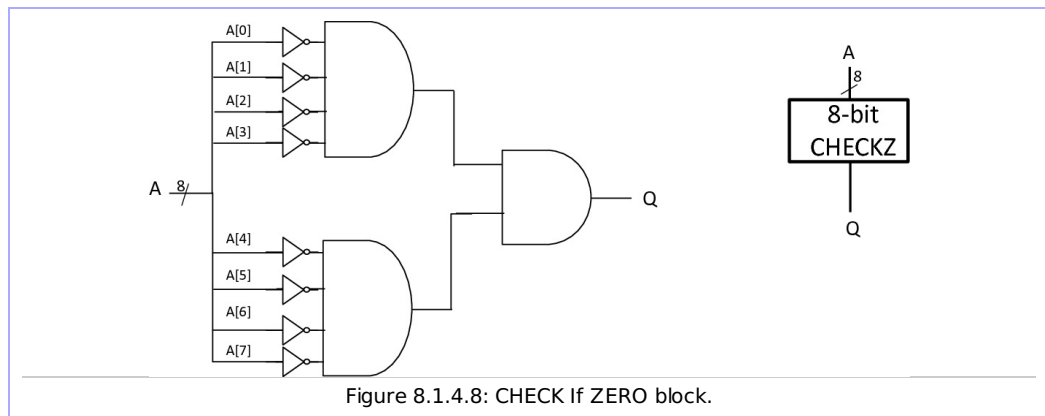 A[0]
A[1]
A[2]
A[3]
A 8
A[4]
A[5]
A[6]
A[7]
Q
A
8
8-bit
CHECKZ
Q
Figure 8.1.4.8: CHECK If ZERO block.